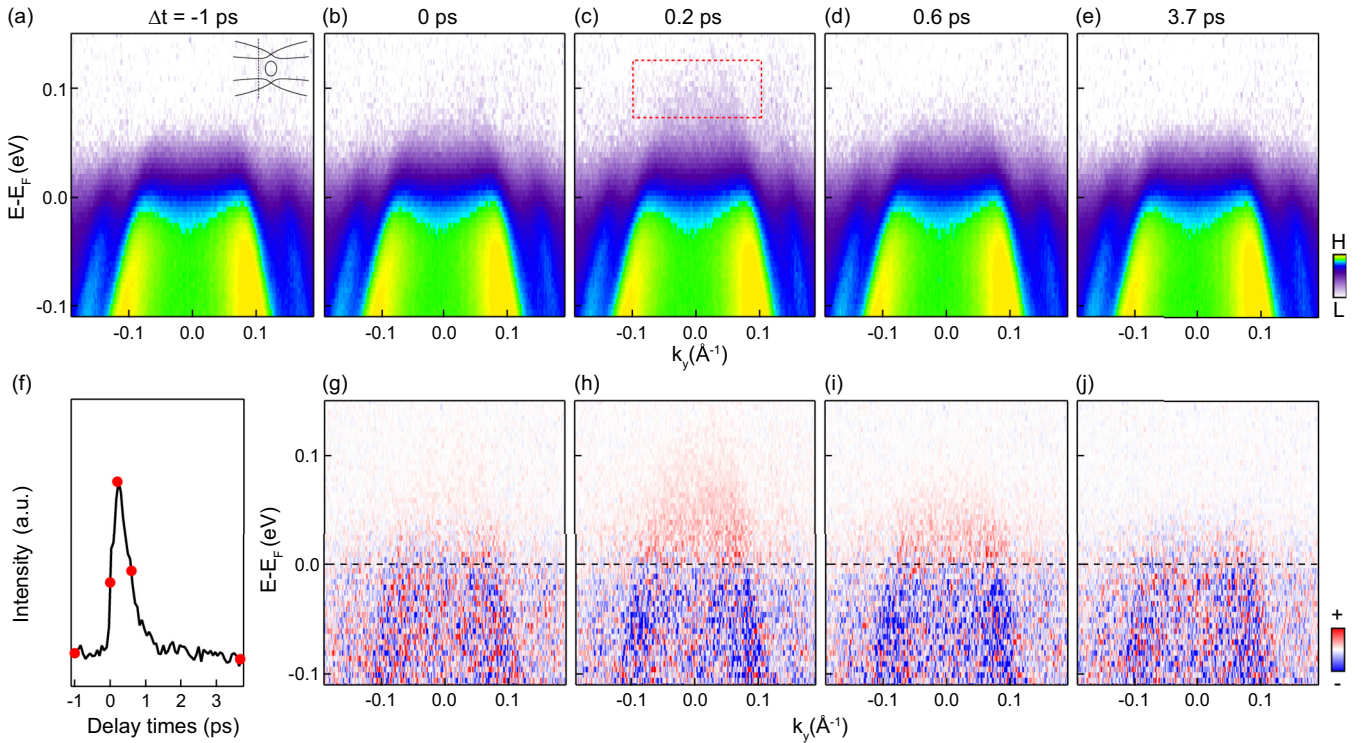 (a) Δt = -1 ps (b) 0 ps (c) 0.2 ps (d) 0.6 ps (e) 3.7 ps
E-E_F (eV)
0.1
0.0
-0.1
-0.1 0.0 0.1 -0.1 0.0 0.1 -0.1 0.0 0.1 -0.1 0.0 0.1 -0.1 0.0 0.1
k_y(Å⁻¹)
H
L
(f) (g) (h) (i) (j)
Intensity (a.u.)
-1 0 1 2 3
Delay times (ps)
E-E_F (eV)
0.1
0.0
-0.1
-0.1 0.0 0.1 -0.1 0.0 0.1 -0.1 0.0 0.1 -0.1 0.0 0.1
k_y(Å⁻¹)
+
-